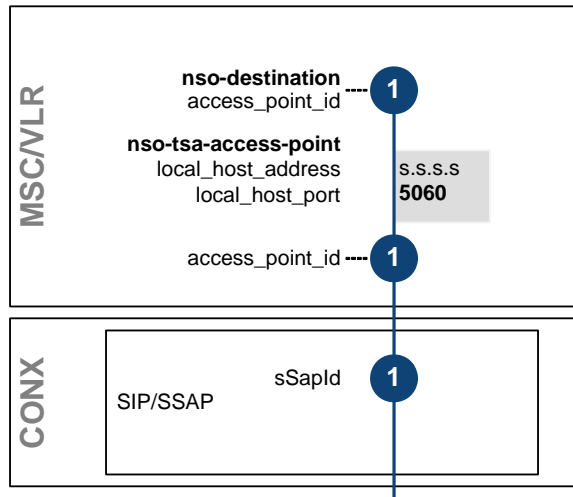 MSC/VLR
nso-destination
access_point_id
1
nso-tsa-access-point
local_host_address s.s.s.s
local_host_port 5060
access_point_id 1
CONX
sSapId 1
SIP/SSAP